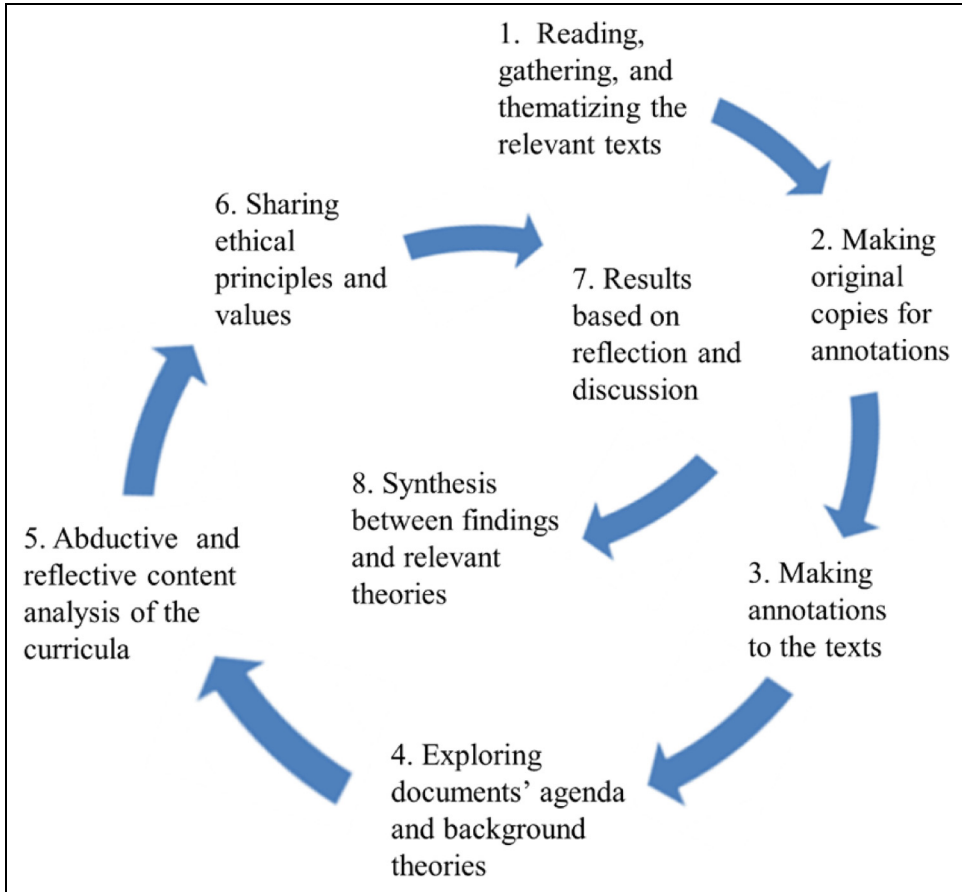 1. Reading,
gathering, and
thematizing the
relevant texts
2. Making
original
copies for
annotations
3. Making
annotations
to the texts
4. Exploring
documents’ agenda
and background
theories
5. Abductive and
reflective content
analysis of the
curricula
6. Sharing
ethical
principles and
values
7. Results
based on
reflection and
discussion
8. Synthesis
between findings
and relevant
theories